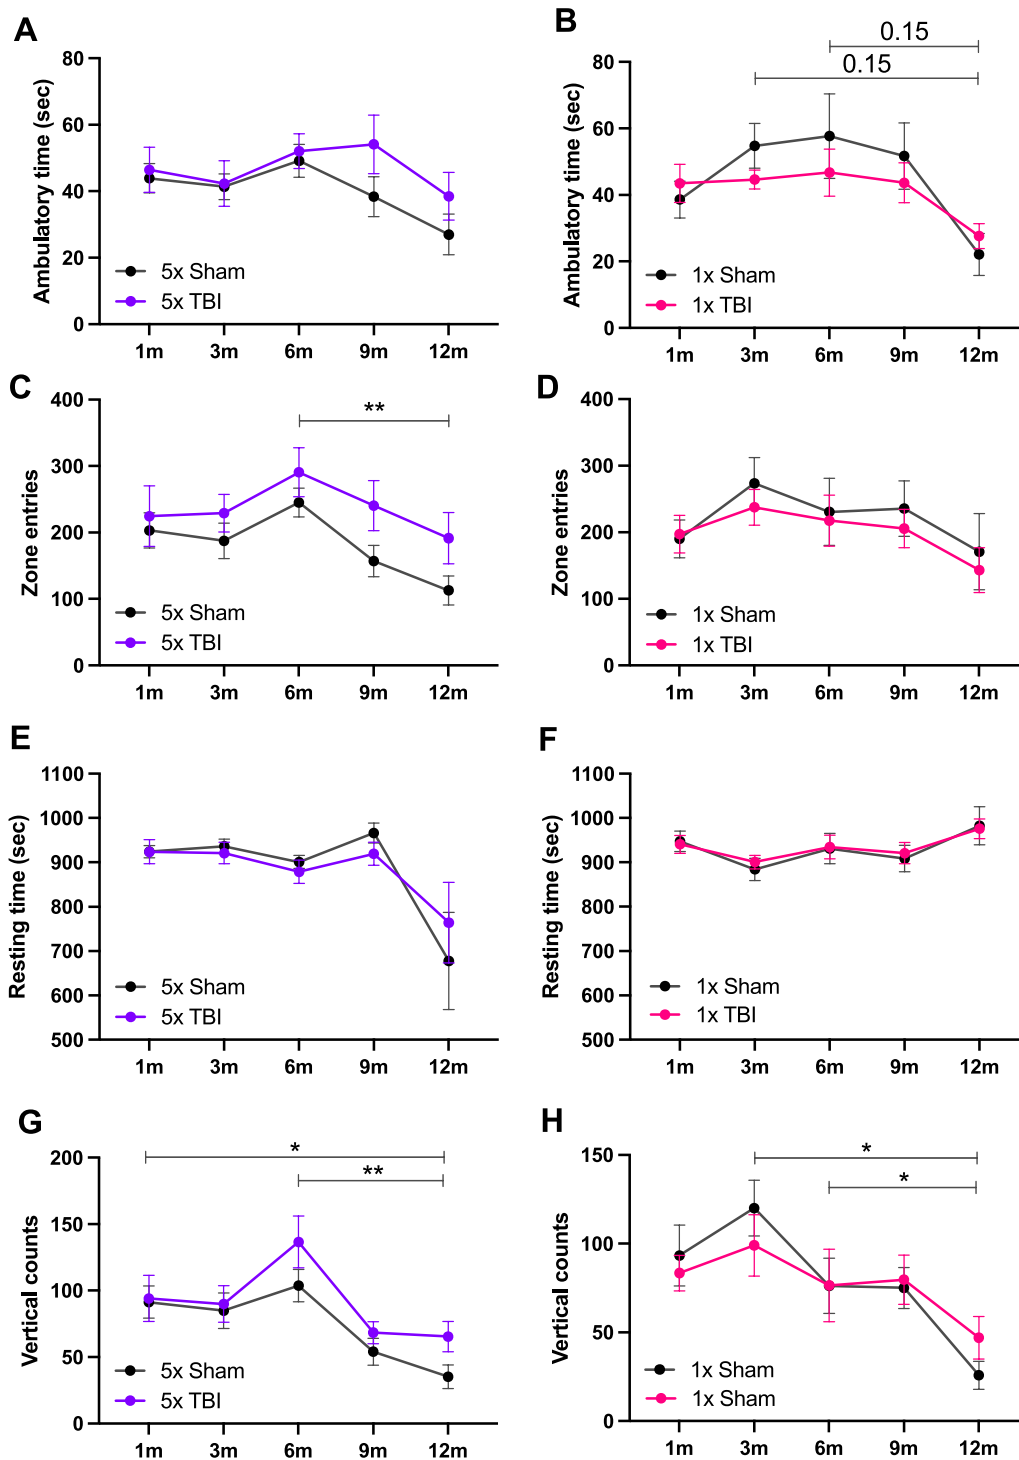 A
80
60
40
20
0
Ambulatory time (sec)
5x Sham
5x TBI
1m 3m 6m 9m 12m
B
0.15
0.15
80
60
40
20
0
Ambulatory time (sec)
1x Sham
1x TBI
1m 3m 6m 9m 12m
C
**
400
300
200
100
0
Zone entries
5x Sham
5x TBI
1m 3m 6m 9m 12m
D
400
300
200
100
0
Zone entries
1x Sham
1x TBI
1m 3m 6m 9m 12m
E
1100
1000
900
800
700
600
500
Resting time (sec)
5x Sham
5x TBI
1m 3m 6m 9m 12m
F
1100
1000
900
800
700
600
500
Resting time (sec)
1x Sham
1x TBI
1m 3m 6m 9m 12m
G
*
**
200
150
100
50
0
Vertical counts
5x Sham
5x TBI
1m 3m 6m 9m 12m
H
*
*
150
100
50
0
Vertical counts
1x Sham
1x Sham
1m 3m 6m 9m 12m